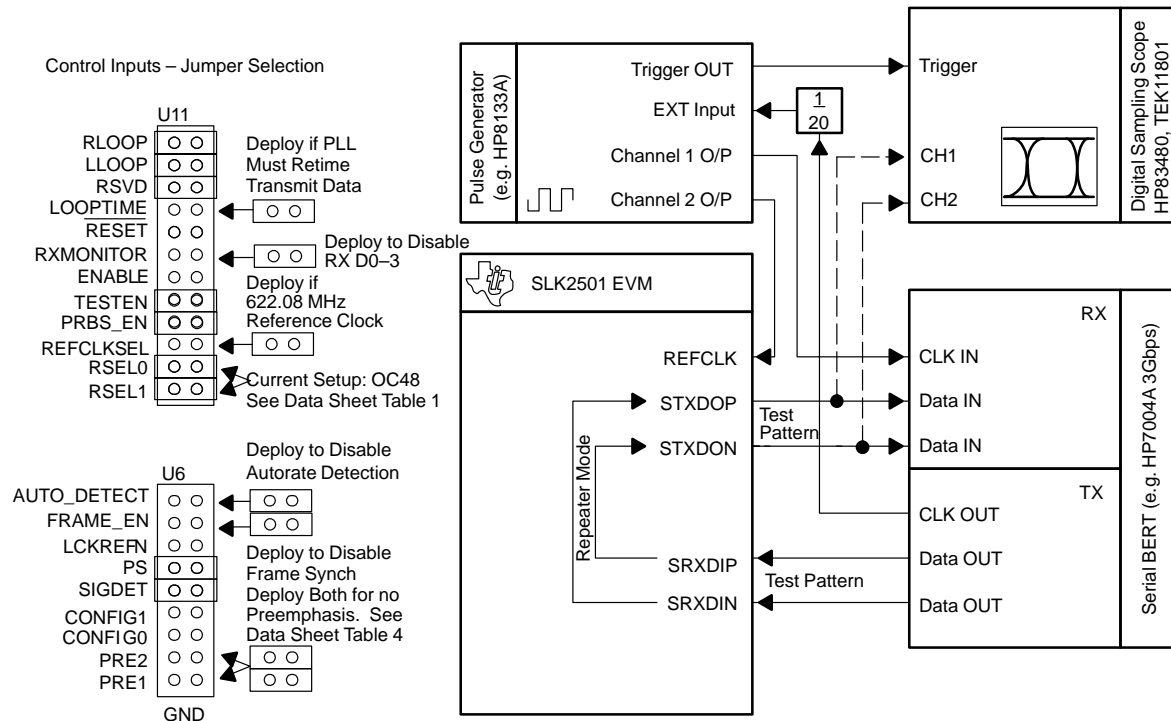 Control Inputs – Jumper Selection
U11
RLOOP
LLOOP
RSVD
LOOPTIME
RESET
RXMONITOR
ENABLE
TESTEN
PRBS_EN
REFCLKSEL
RSEL0
RSEL1
Deploy if PLL
Must Retime
Transmit Data
Deploy to Disable
RX D0–3
Deploy if
622.08 MHz
Reference Clock
Current Setup: OC48
See Data Sheet Table 1
U6
AUTO_DETECT
FRAME_EN
LCKREFN
PS
SIGDET
CONFIG1
CONFIG0
PRE2
PRE1
GND
Deploy to Disable
Autorate Detection
Deploy to Disable
Frame Synch
Deploy Both for no
Preemphasis. See
Data Sheet Table 4
Pulse Generator
(e.g. HP8133A)
Trigger OUT
EXT Input
Channel 1 O/P
Channel 2 O/P
1
20
Trigger
CH1
CH2
Digital Sampling Scope
HP83480, TEK11801
SLK2501 EVM
REFCLK
STXDOP
STXDON
Repeater Mode
SRXDIP
SRXDIN
Test
Pattern
Test Pattern
RX
CLK IN
Data IN
Data IN
TX
CLK OUT
Data OUT
Data OUT
Serial BERT (e.g. HP7004A 3Gbps)